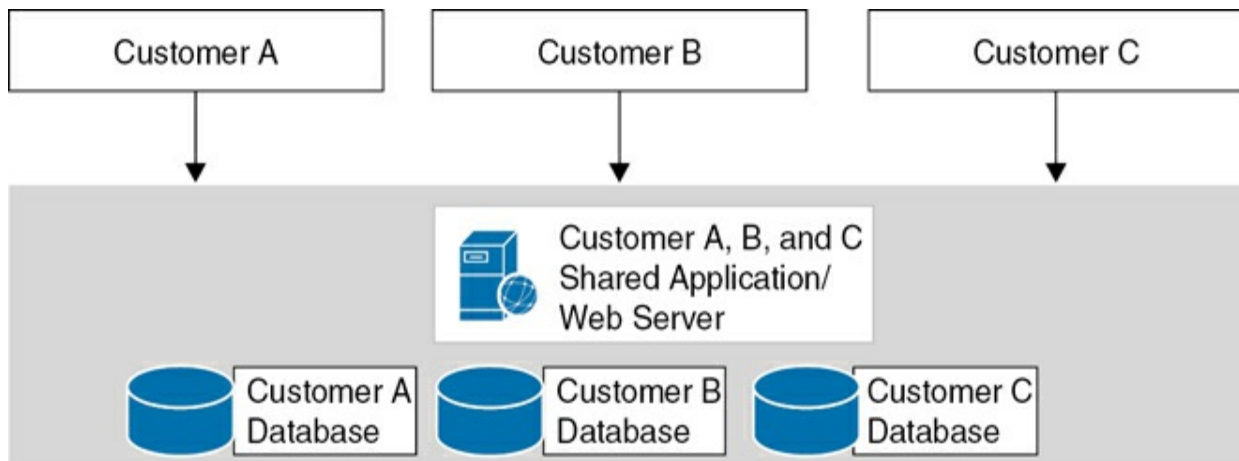 Customer A
Customer B
Customer C
Customer A, B, and C
Shared Application/
Web Server
Customer A
Database
Customer B
Database
Customer C
Database